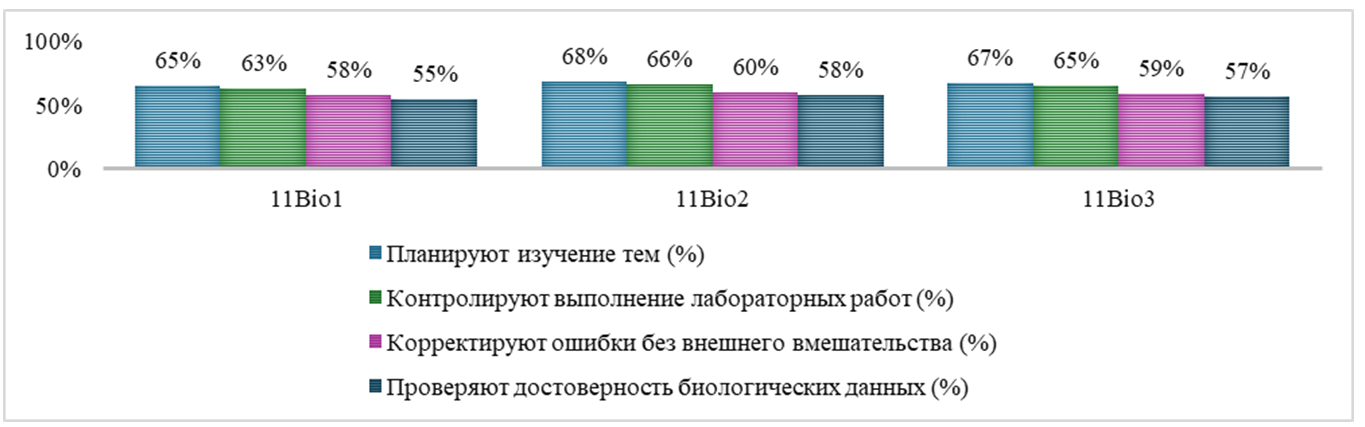 100%
50%
0%
65% 63% 58% 55% 68% 66% 60% 58% 67% 65% 59% 57%
11Bio1 11Bio2 11Bio3
Планируют изучение тем (%)
Контролируют выполнение лабораторных работ (%)
Корректируют ошибки без внешнего вмешательства (%)
Проверяют достоверность биологических данных (%)